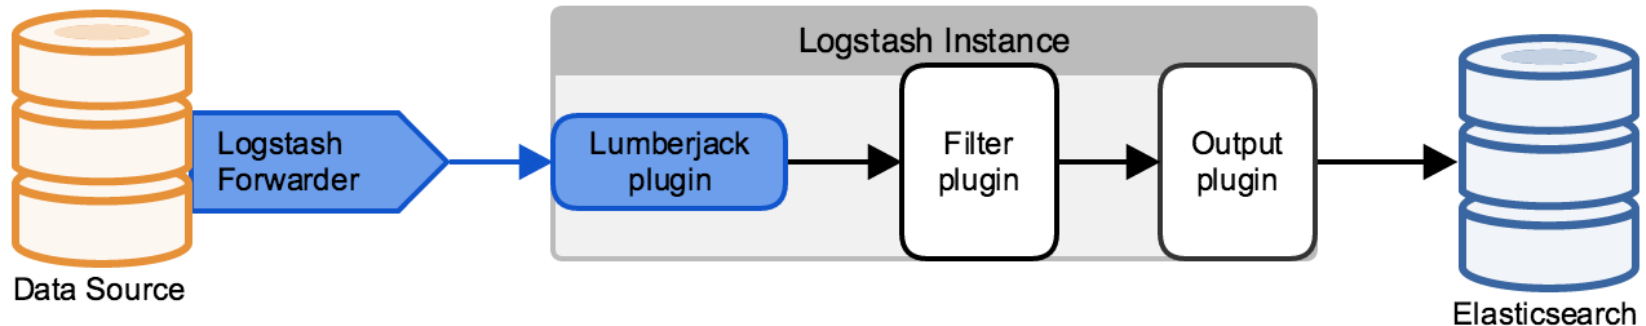 Logstash Instance
Logstash
Forwarder
Lumberjack
plugin
Filter
plugin
Output
plugin
Data Source
Elasticsearch